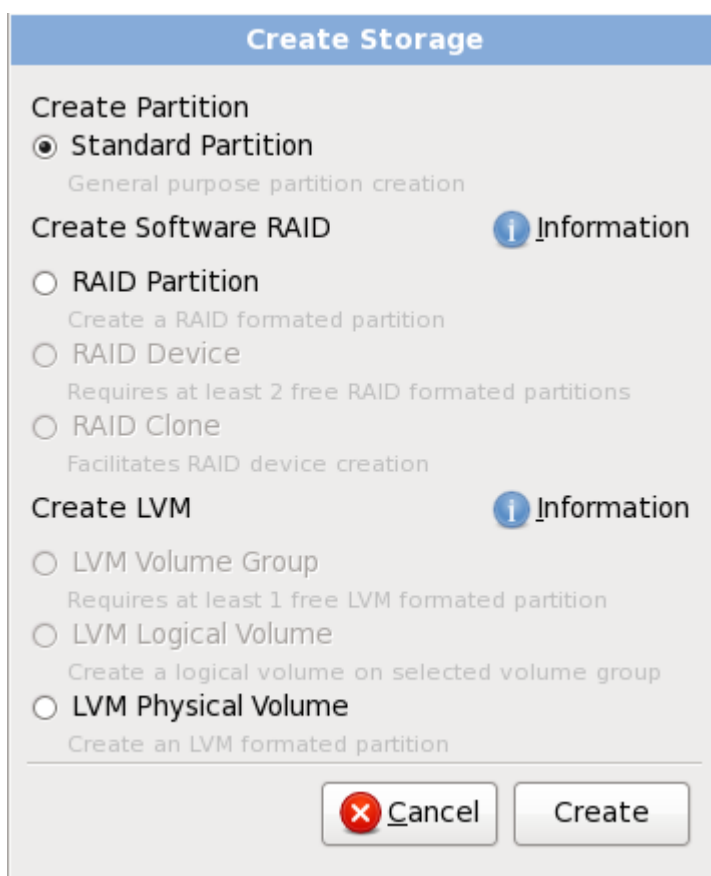 Create Storage
Create Partition
Standard Partition
General purpose partition creation
Create Software RAID
Information
RAID Partition
Create a RAID formated partition
RAID Device
Requires at least 2 free RAID formated partitions
RAID Clone
Facilitates RAID device creation
Create LVM
Information
LVM Volume Group
Requires at least 1 free LVM formated partition
LVM Logical Volume
Create a logical volume on selected volume group
LVM Physical Volume
Create an LVM formated partition
Cancel
Create